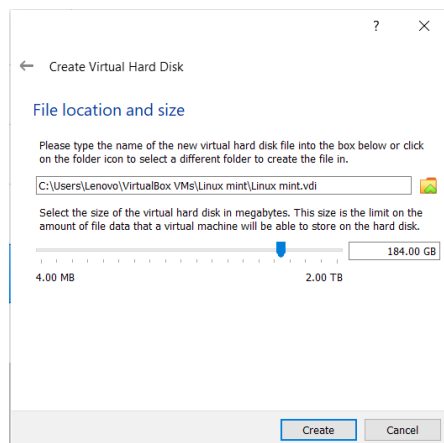 ?
Create Virtual Hard Disk
File location and size
Please type the name of the new virtual hard disk file into the box below or click
on the folder icon to select a different folder to create the file in.
C:\Users\Lenovo\VirtualBox VMs\Linux mint\Linux mint.vdi
Select the size of the virtual hard disk in megabytes. This size is the limit on the
amount of file data that a virtual machine will be able to store on the hard disk.
184.00 GB
4.00 MB 2.00 TB
Create Cancel